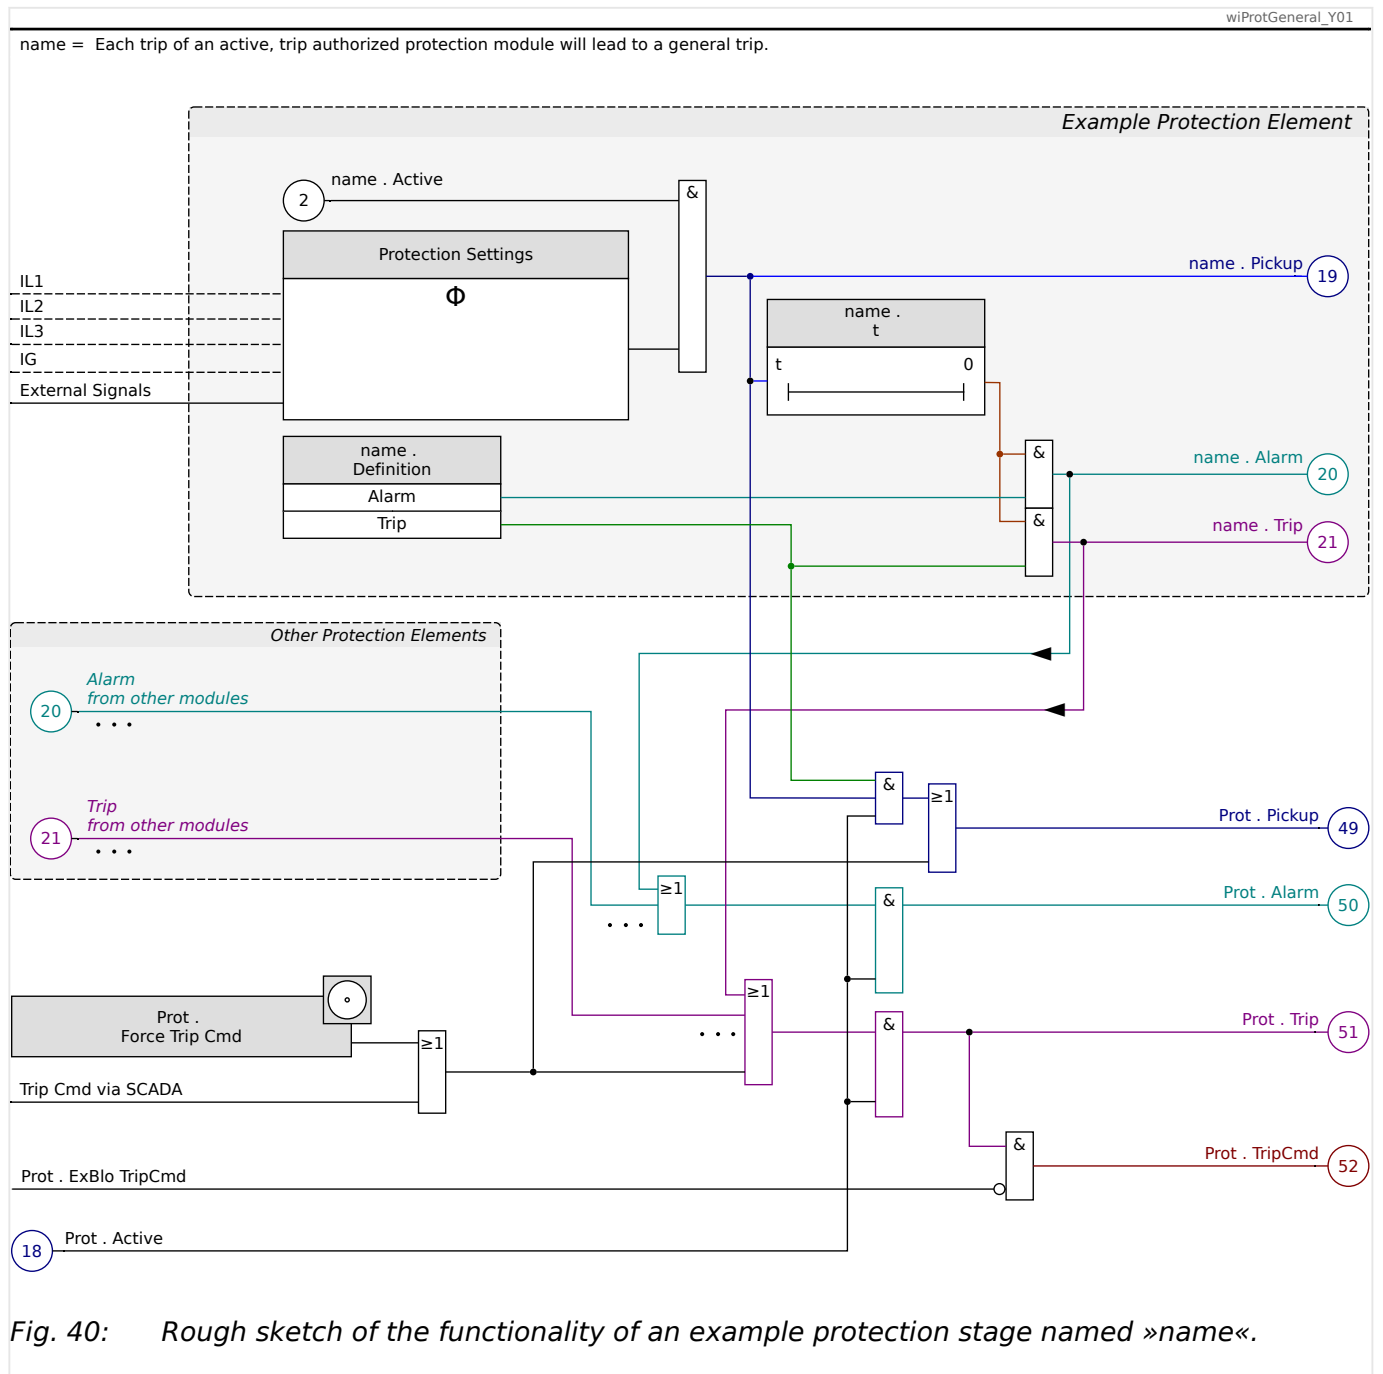 wiProtGeneral_Y01
name = Each trip of an active, trip authorized protection module will lead to a general trip.
Example Protection Element
name . Active
2
&
Protection Settings
Φ
IL1
IL2
IL3
IG
External Signals
name . Pickup
19
name .
t
t 0
name .
Definition
Alarm
Trip
&
name . Alarm
20
&
name . Trip
21
Other Protection Elements
Alarm
from other modules
20
• • •
Trip
from other modules
21
• • •
&
≥1
Prot . Pickup
49
≥1
• • •
&
Prot . Alarm
50
Prot .
Force Trip Cmd
≥1
Trip Cmd via SCADA
≥1
• • •
&
Prot . Trip
51
&
Prot . TripCmd
52
Prot . ExBlo TripCmd
Prot . Active
18
Fig. 40: Rough sketch of the functionality of an example protection stage named »name«.